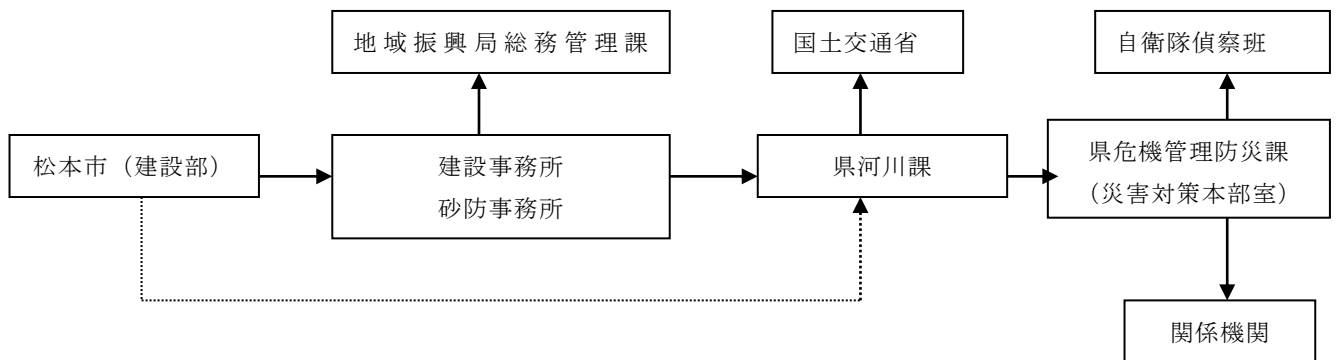 地域振興局総務管理課
国土交通省
自衛隊偵察班
松本市（建設部）
建設事務所
砂防事務所
県河川課
県危機管理防災課
（災害対策本部室）
関係機関